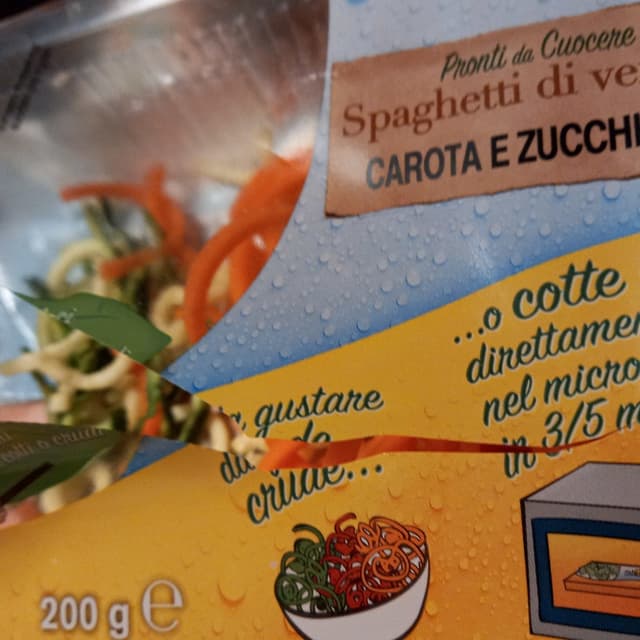 Pronti da Cuocere
Spaghetti di ve
CAROTA E ZUCCHI
...o cotte
direttamen
nel micro
in 3/5 m
gustare
crude...
200 g e